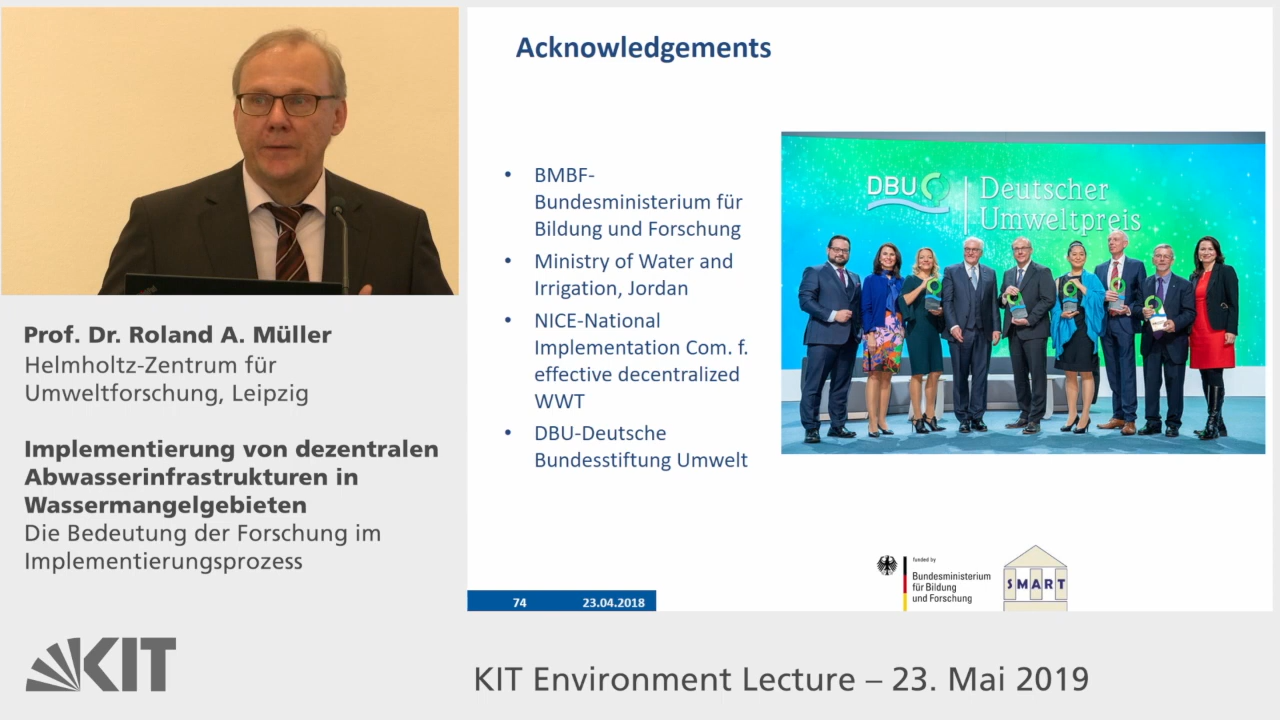 Acknowledgements
• BMBF-
Bundesministerium für
Bildung und Forschung
• Ministry of Water and
Irrigation, Jordan
• NICE-National
Implementation Com. f.
effective decentralized
WWT
• DBU-Deutsche
Bundesstiftung Umwelt
DBU
Deutscher
Umweltpreis
funded by
Bundesministerium
für Bildung
und Forschung
SMART
74 23.04.2018
Prof. Dr. Roland A. Müller
Helmholtz-Zentrum für
Umweltforschung, Leipzig
Implementierung von dezentralen
Abwasserinfrastrukturen in
Wassermangelgebieten
Die Bedeutung der Forschung im
Implementierungsprozess
KIT
KIT Environment Lecture – 23. Mai 2019